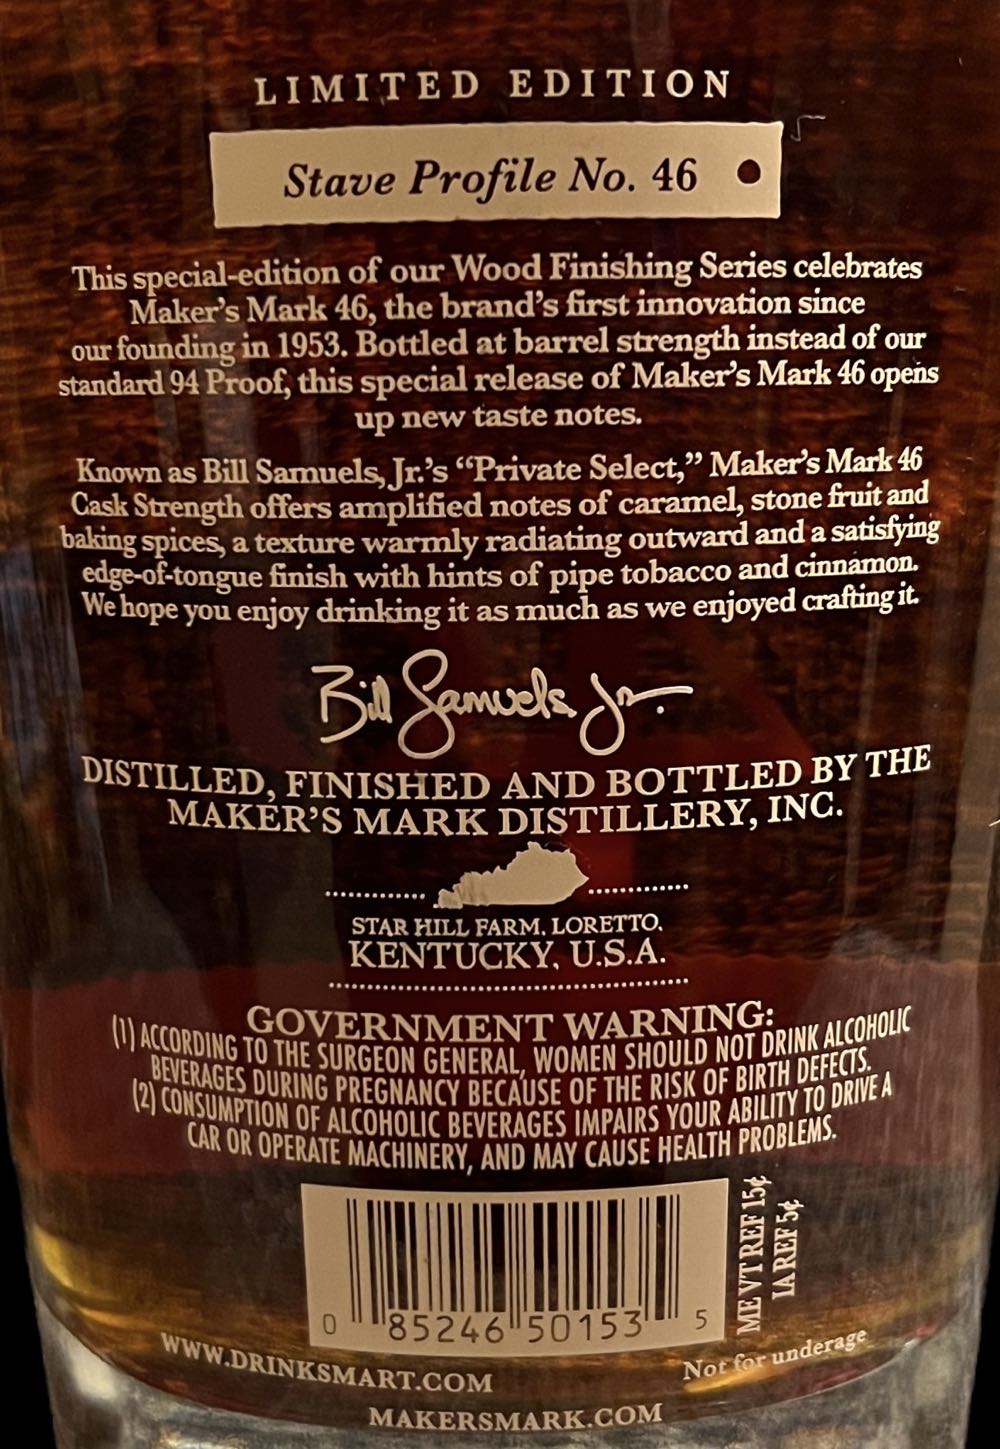 LIMITED EDITION
Stave Profile No. 46
This special-edition of our Wood Finishing Series celebrates
Maker's Mark 46, the brand's first innovation since
our founding in 1953. Bottled at barrel strength instead of our
standard 94 Proof, this special release of Maker's Mark 46 opens
up new taste notes.
Known as Bill Samuels, Jr.'s “Private Select,” Maker's Mark 46
Cask Strength offers amplified notes of caramel, stone fruit and
baking spices, a texture warmly radiating outward and a satisfying
edge-of-tongue finish with hints of pipe tobacco and cinnamon.
We hope you enjoy drinking it as much as we enjoyed crafting it.
Bill Samuels, Jr.
DISTILLED, FINISHED AND BOTTLED BY THE
MAKER'S MARK DISTILLERY, INC.
STAR HILL FARM, LORETTO,
KENTUCKY, U.S.A.
GOVERNMENT WARNING:
(1) ACCORDING TO THE SURGEON GENERAL, WOMEN SHOULD NOT DRINK ALCOHOLIC
BEVERAGES DURING PREGNANCY BECAUSE OF THE RISK OF BIRTH DEFECTS.
(2) CONSUMPTION OF ALCOHOLIC BEVERAGES IMPAIRS YOUR ABILITY TO DRIVE A
CAR OR OPERATE MACHINERY, AND MAY CAUSE HEALTH PROBLEMS.
ME VT REF 15¢
IA REF 5¢
0 85246 50153 5
WWW.DRINKSMART.COM
Not for underage
MAKERSMARK.COM